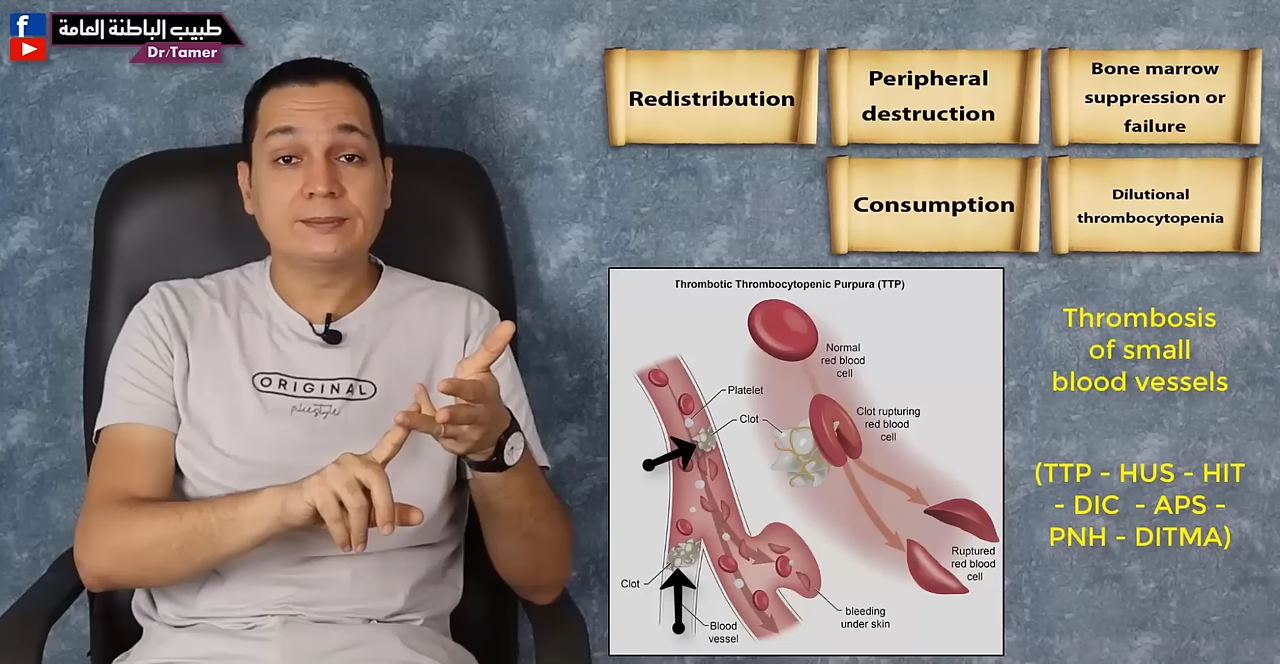 f
طبيب الباطنة العامة
Dr/Tamer
ORIGINAL
Redistribution
Peripheral
destruction
Bone marrow
suppression or
failure
Consumption
Dilutional
thrombocytopenia
Thrombotic Thrombocytopenic Purpura (TTP)
Normal
red blood
cell
Platelet
Clot
Clot rupturing
red blood
cell
Ruptured
red blood
cell
Clot
bleeding
under skin
Blood
vessel
Thrombosis
of small
blood vessels
(TTP - HUS - HIT
- DIC - APS -
PNH - DITMA)